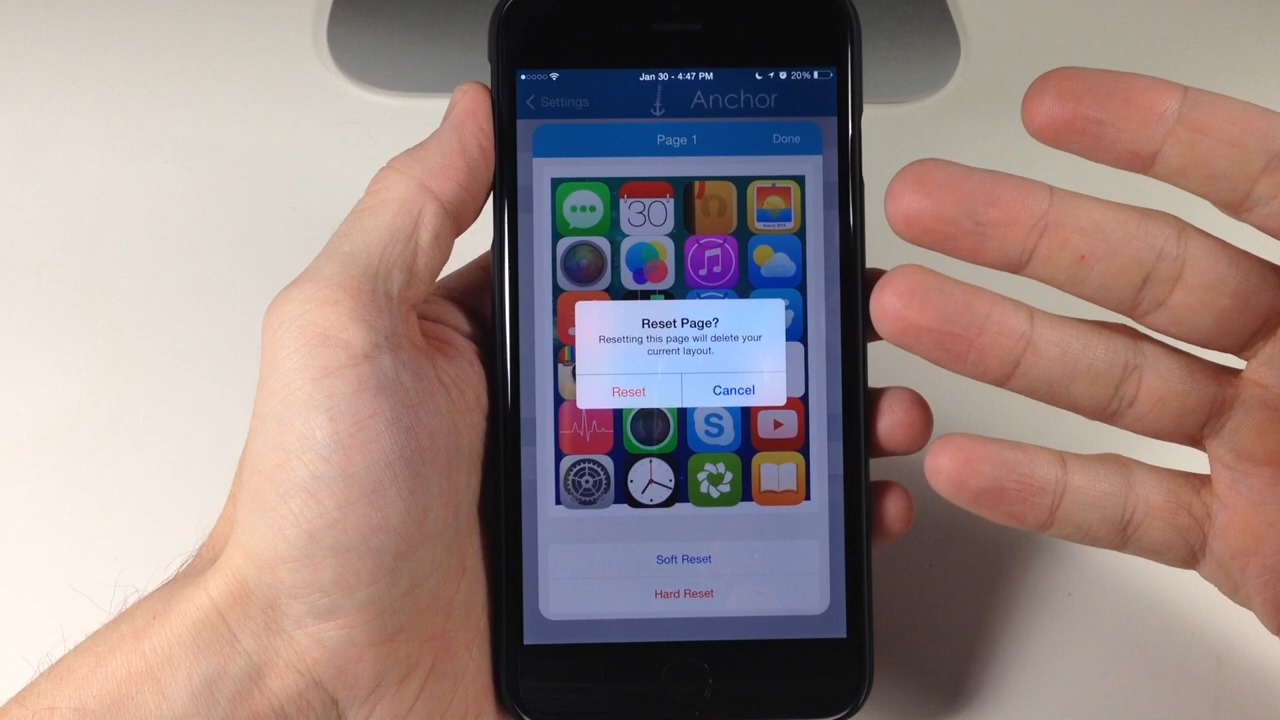 Jan 30 - 4:47 PM
20%
Settings
Anchor
Page 1
Done
30
Reset Page?
Resetting this page will delete your
current layout.
Reset
Cancel
Soft Reset
Hard Reset